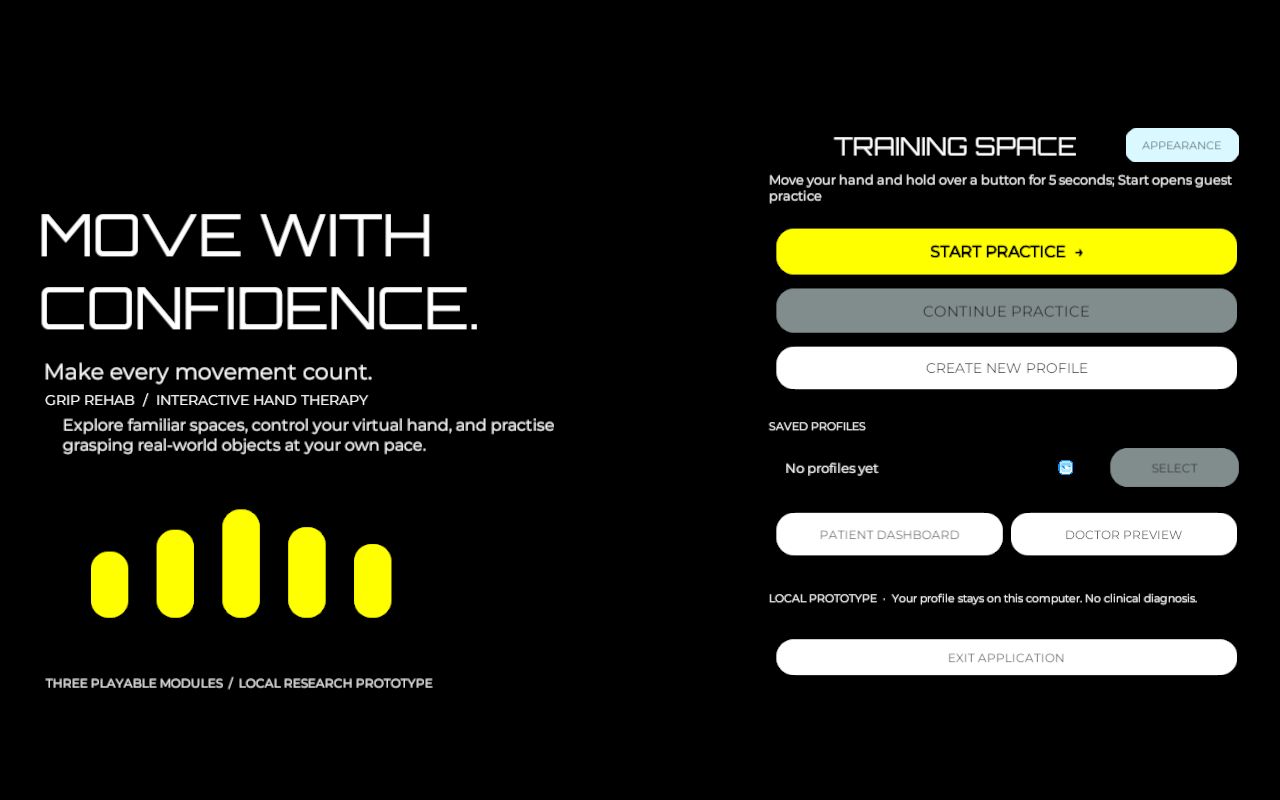 MOVE WITH
CONFIDENCE.
Make every movement count.
GRIP REHAB / INTERACTIVE HAND THERAPY
Explore familiar spaces, control your virtual hand, and practise
grasping real-world objects at your own pace.
THREE PLAYABLE MODULES / LOCAL RESEARCH PROTOTYPE
TRAINING SPACE
APPEARANCE
Move your hand and hold over a button for 5 seconds; Start opens guest
practice
START PRACTICE →
CONTINUE PRACTICE
CREATE NEW PROFILE
SAVED PROFILES
No profiles yet
SELECT
PATIENT DASHBOARD
DOCTOR PREVIEW
LOCAL PROTOTYPE · Your profile stays on this computer. No clinical diagnosis.
EXIT APPLICATION